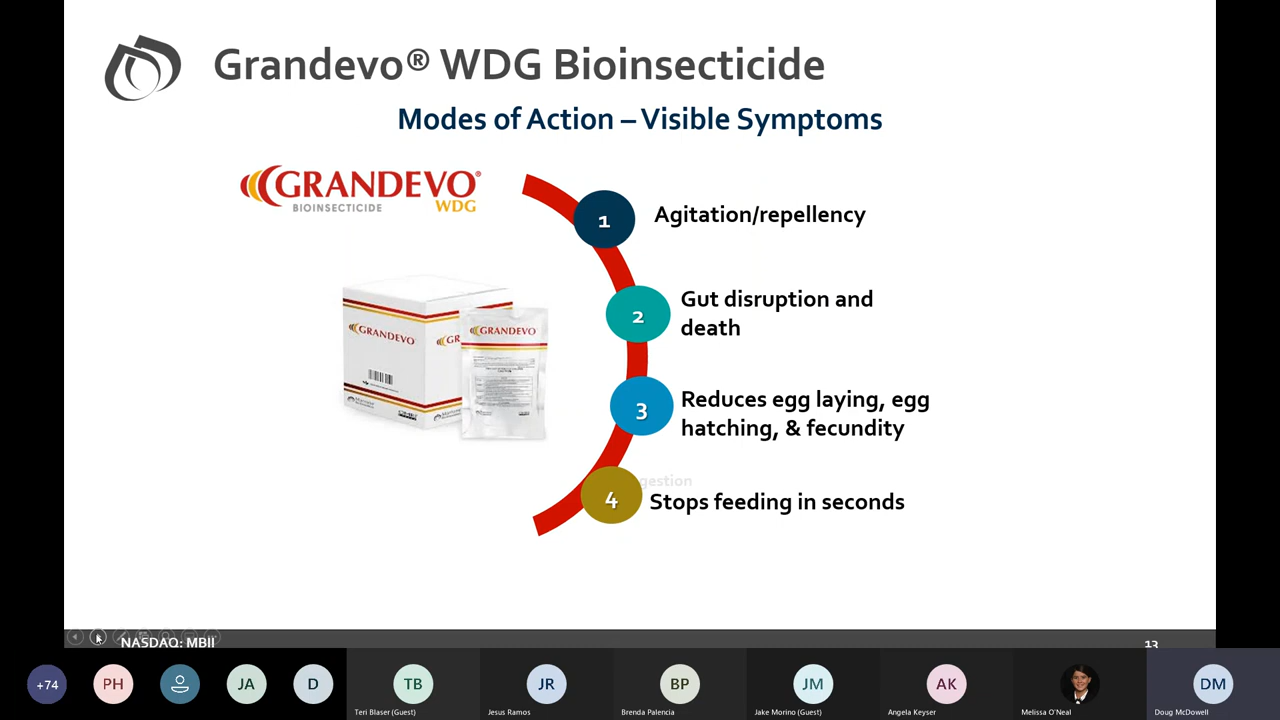 Grandevo® WDG Bioinsecticide
Modes of Action – Visible Symptoms
GRANDEVO®
BIOINSECTICIDE WDG
1 Agitation/repellency
2 Gut disruption and
death
3 Reduces egg laying, egg
hatching, & fecundity
gestion
4 Stops feeding in seconds
GRANDEVO
GRANDEVO
NASDAQ: MBII
13
+74 PH JA D TB JR BP JM AK DM
Teri Blaser (Guest) Jesus Ramos Brenda Palencia Jake Morino (Guest) Angela Keyser Melissa O'Neal Doug McDowell